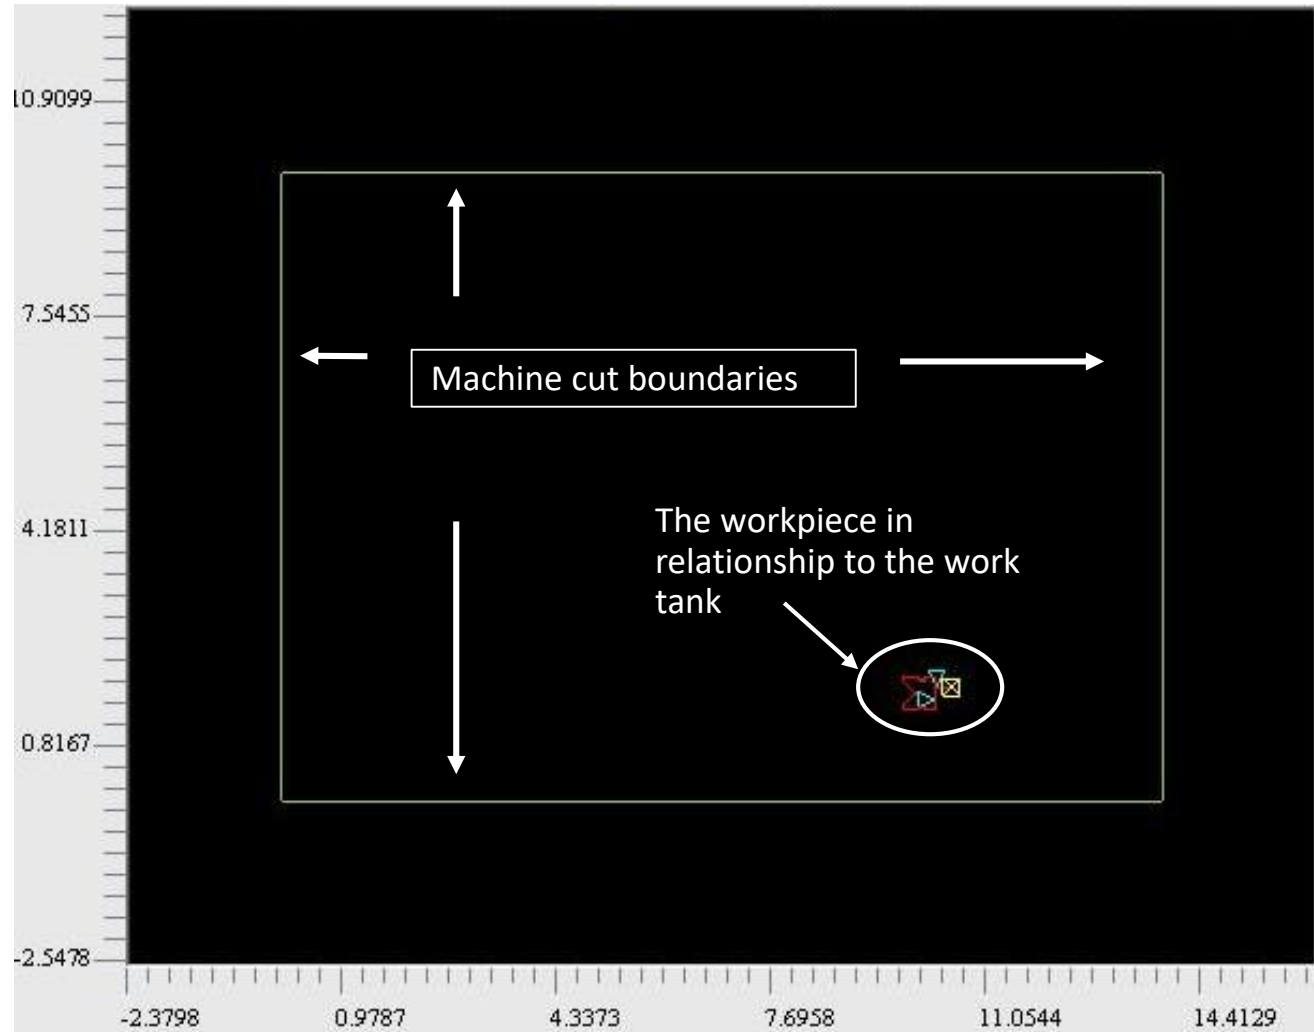 10.9099
7.5455
Machine cut boundaries
4.1811
The workpiece in
relationship to the work
tank
0.8167
-2.5478
-2.3798 0.9787 4.3373 7.6958 11.0544 14.4129